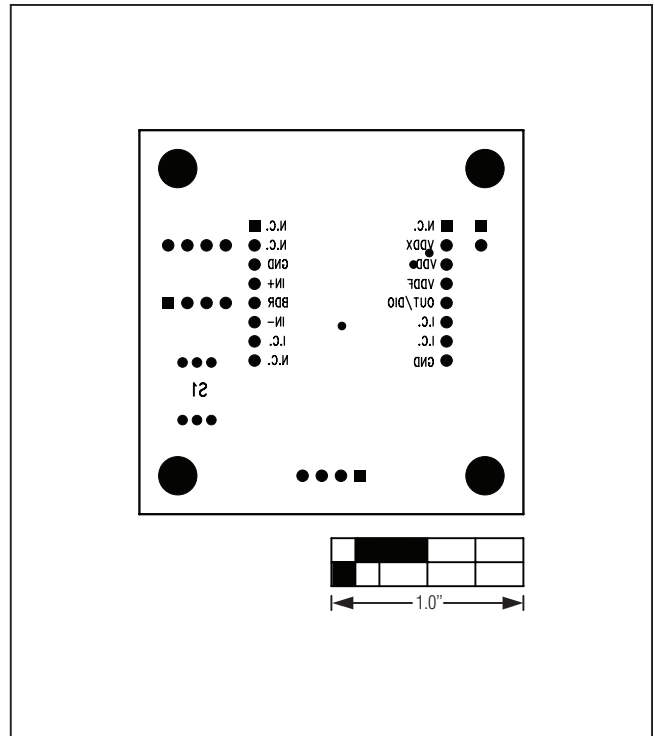 N.C.
N.C.
GND
IN+
BDR
IN-
I.C.
N.C.
N.C.
VDDX
VDD
VDDF
OUT/DIO
I.C.
I.C.
GND
S1
1.0"